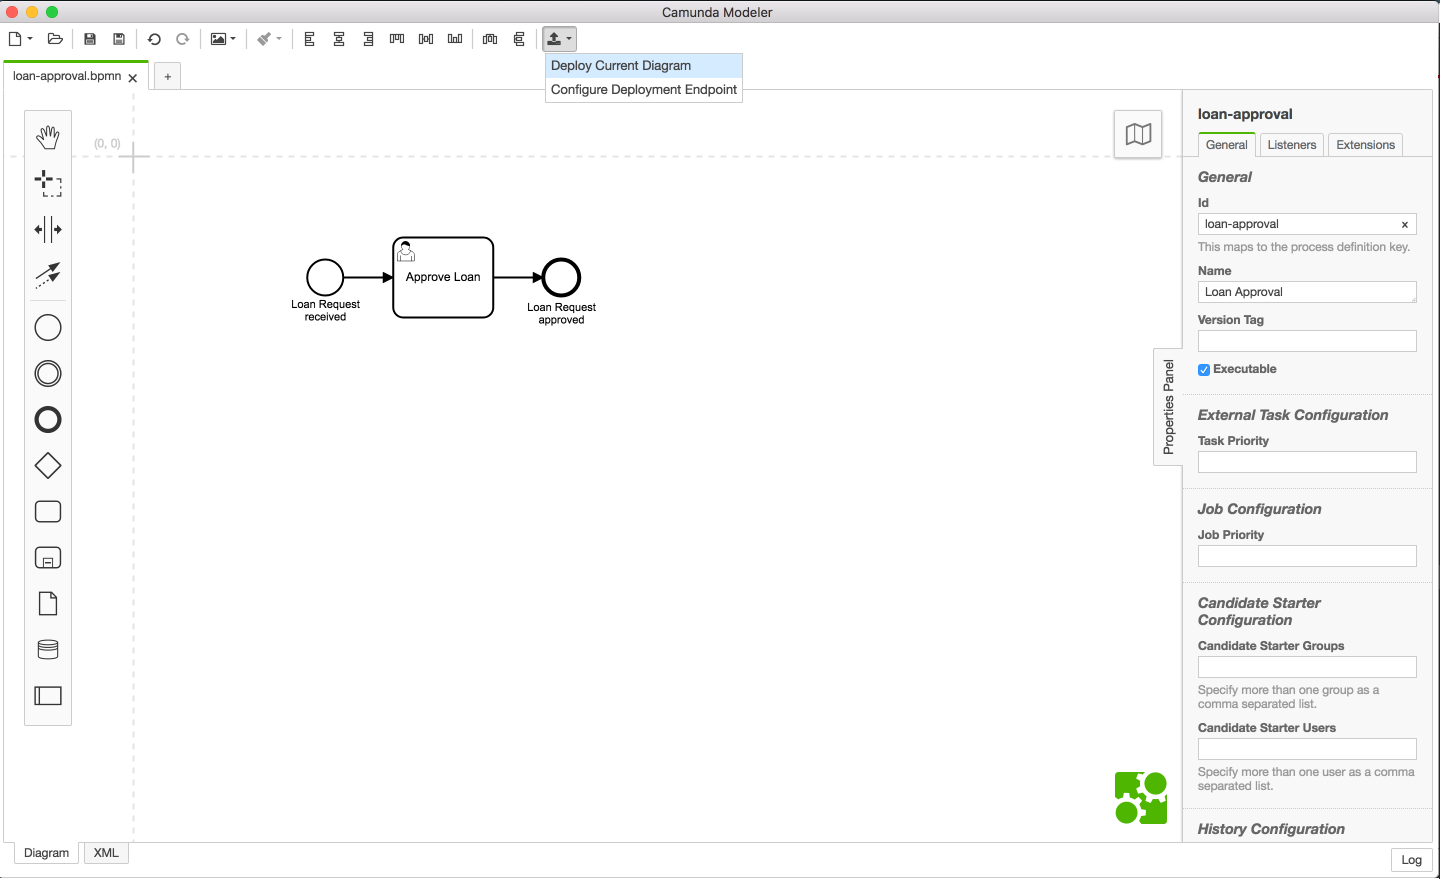 Camunda Modeler
Deploy Current Diagram
Configure Deployment Endpoint
loan-approval.bpmn
+
(0, 0)
Loan Request
received
Approve Loan
Loan Request
approved
Properties Panel
loan-approval
General
Listeners
Extensions
General
Id
loan-approval
This maps to the process definition key.
Name
Loan Approval
Version Tag
Executable
External Task Configuration
Task Priority
Job Configuration
Job Priority
Candidate Starter
Configuration
Candidate Starter Groups
Specify more than one group as a
comma separated list.
Candidate Starter Users
Specify more than one user as a comma
separated list.
History Configuration
Diagram
XML
Log